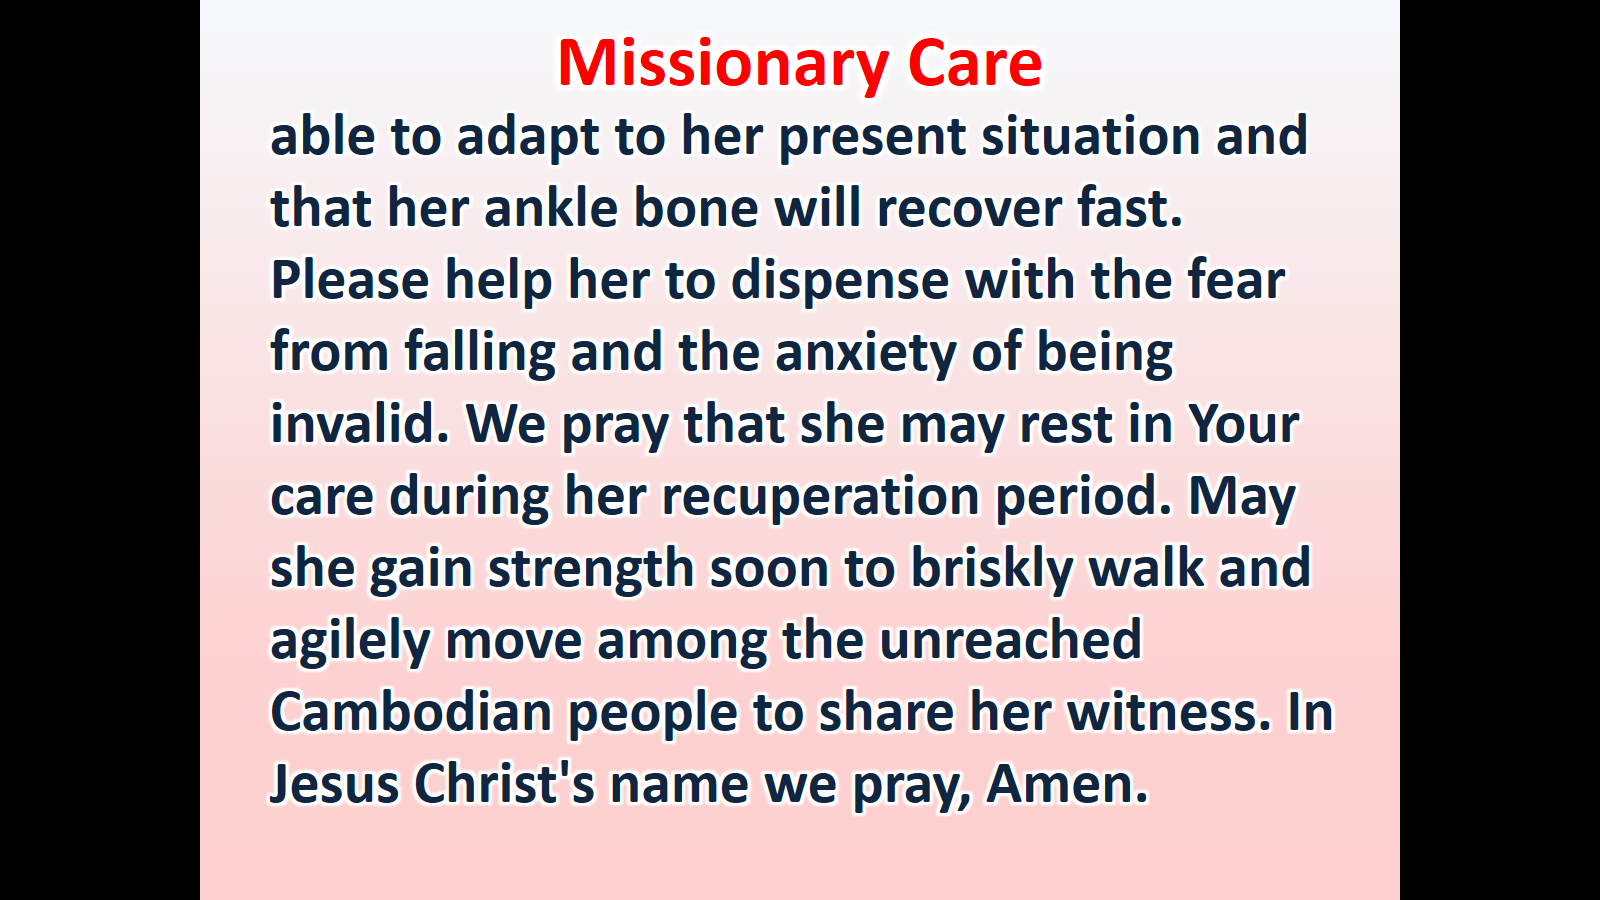 Missionary Care
able to adapt to her present situation and
that her ankle bone will recover fast.
Please help her to dispense with the fear
from falling and the anxiety of being
invalid. We pray that she may rest in Your
care during her recuperation period. May
she gain strength soon to briskly walk and
agilely move among the unreached
Cambodian people to share her witness. In
Jesus Christ's name we pray, Amen.